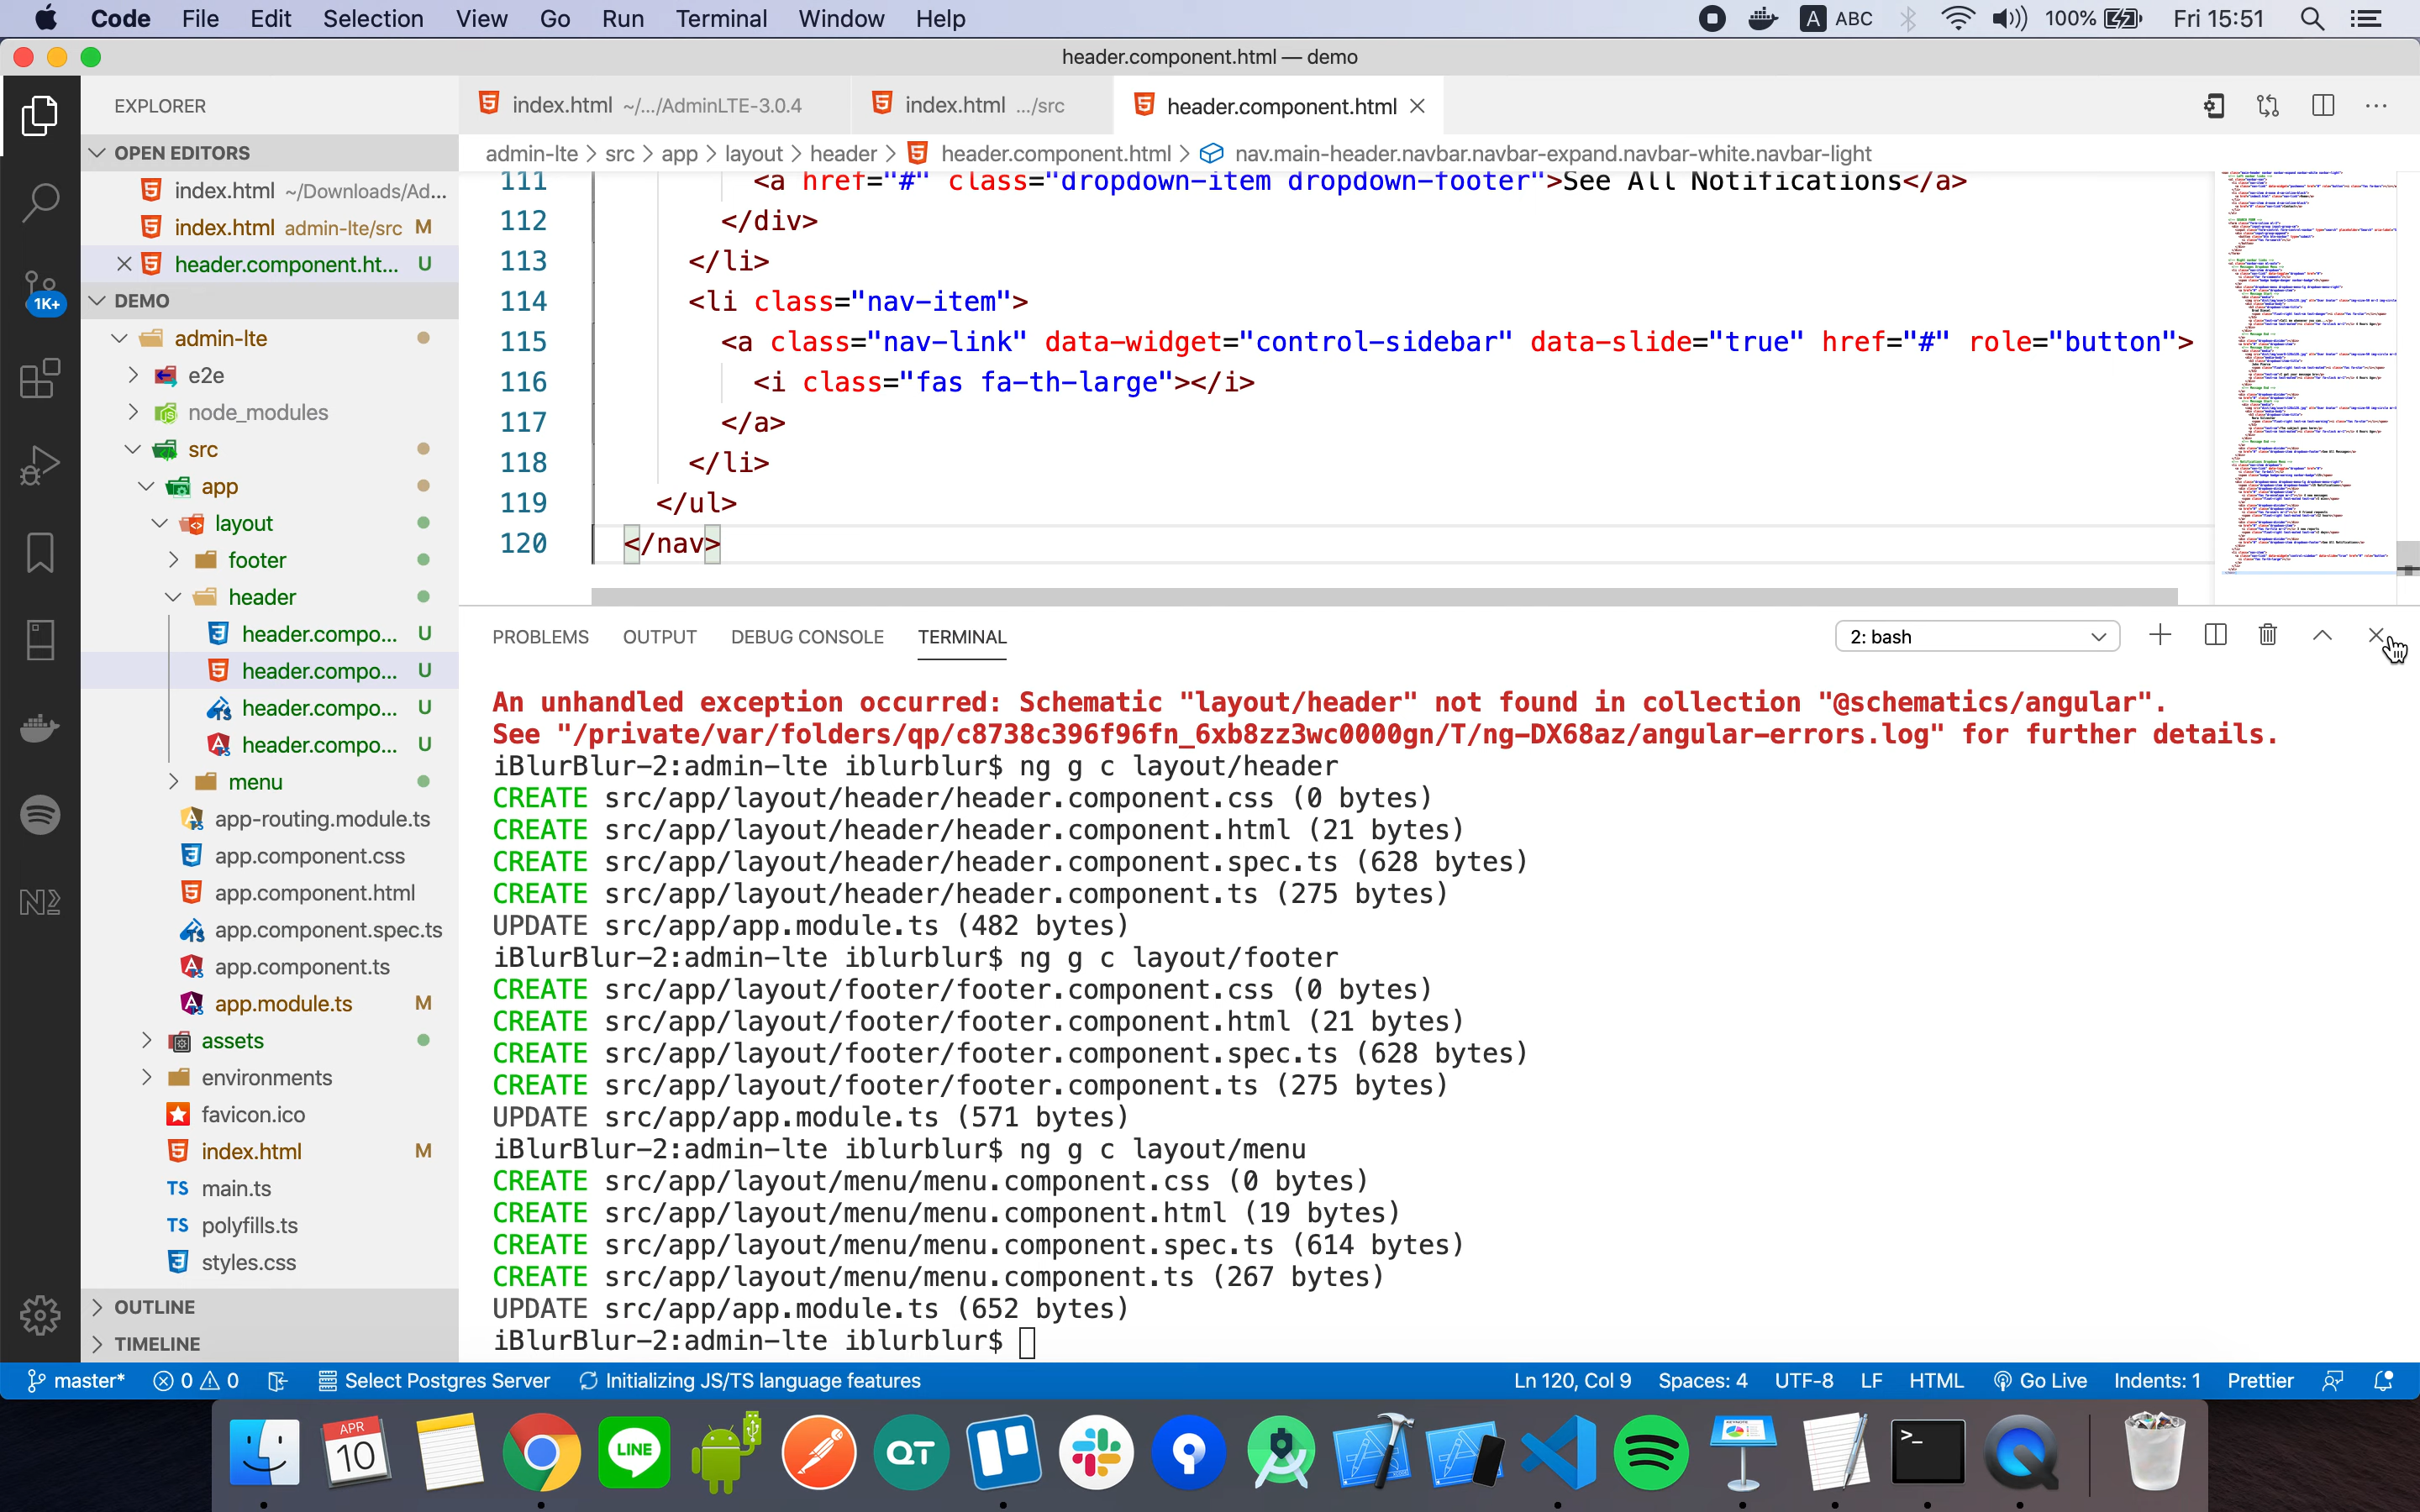 Code File Edit Selection View Go Run Terminal Window Help
A ABC 100% Fri 15:51
header.component.html — demo
EXPLORER
index.html ~/.../AdminLTE-3.0.4
index.html .../src
header.component.html
OPEN EDITORS
admin-lte > src > app > layout > header > header.component.html > nav.main-header.navbar.navbar-expand.navbar-white.navbar-light
index.html ~/Downloads/Ad...
index.html admin-lte/src M
header.component.ht... U
DEMO
admin-lte
e2e
node_modules
src
app
layout
footer
header
header.compo... U
header.compo... U
header.compo... U
header.compo... U
menu
app-routing.module.ts
app.component.css
app.component.html
app.component.spec.ts
app.component.ts
app.module.ts M
assets
environments
favicon.ico
index.html M
TS main.ts
TS polyfills.ts
styles.css
OUTLINE
TIMELINE
1K+
111 <a href="#" class="dropdown-item dropdown-footer">See All Notifications</a>
112 </div>
113 </li>
114 <li class="nav-item">
115 <a class="nav-link" data-widget="control-sidebar" data-slide="true" href="#" role="button">
116 <i class="fas fa-th-large"></i>
117 </a>
118 </li>
119 </ul>
120 </nav>
PROBLEMS OUTPUT DEBUG CONSOLE TERMINAL
2: bash
An unhandled exception occurred: Schematic "layout/header" not found in collection "@schematics/angular".
See "/private/var/folders/qp/c8738c396f96fn_6xb8zz3wc0000gn/T/ng-DX68az/angular-errors.log" for further details.
iBlurBlur-2:admin-lte iblurblur$ ng g c layout/header
CREATE src/app/layout/header/header.component.css (0 bytes)
CREATE src/app/layout/header/header.component.html (21 bytes)
CREATE src/app/layout/header/header.component.spec.ts (628 bytes)
CREATE src/app/layout/header/header.component.ts (275 bytes)
UPDATE src/app/app.module.ts (482 bytes)
iBlurBlur-2:admin-lte iblurblur$ ng g c layout/footer
CREATE src/app/layout/footer/footer.component.css (0 bytes)
CREATE src/app/layout/footer/footer.component.html (21 bytes)
CREATE src/app/layout/footer/footer.component.spec.ts (628 bytes)
CREATE src/app/layout/footer/footer.component.ts (275 bytes)
UPDATE src/app/app.module.ts (571 bytes)
iBlurBlur-2:admin-lte iblurblur$ ng g c layout/menu
CREATE src/app/layout/menu/menu.component.css (0 bytes)
CREATE src/app/layout/menu/menu.component.html (19 bytes)
CREATE src/app/layout/menu/menu.component.spec.ts (614 bytes)
CREATE src/app/layout/menu/menu.component.ts (267 bytes)
UPDATE src/app/app.module.ts (652 bytes)
iBlurBlur-2:admin-lte iblurblur$
master* 0 0 Select Postgres Server Initializing JS/TS language features
Ln 120, Col 9 Spaces: 4 UTF-8 LF HTML Go Live Indents: 1 Prettier
APR
10
LINE
QT
KEYNOTE
>_